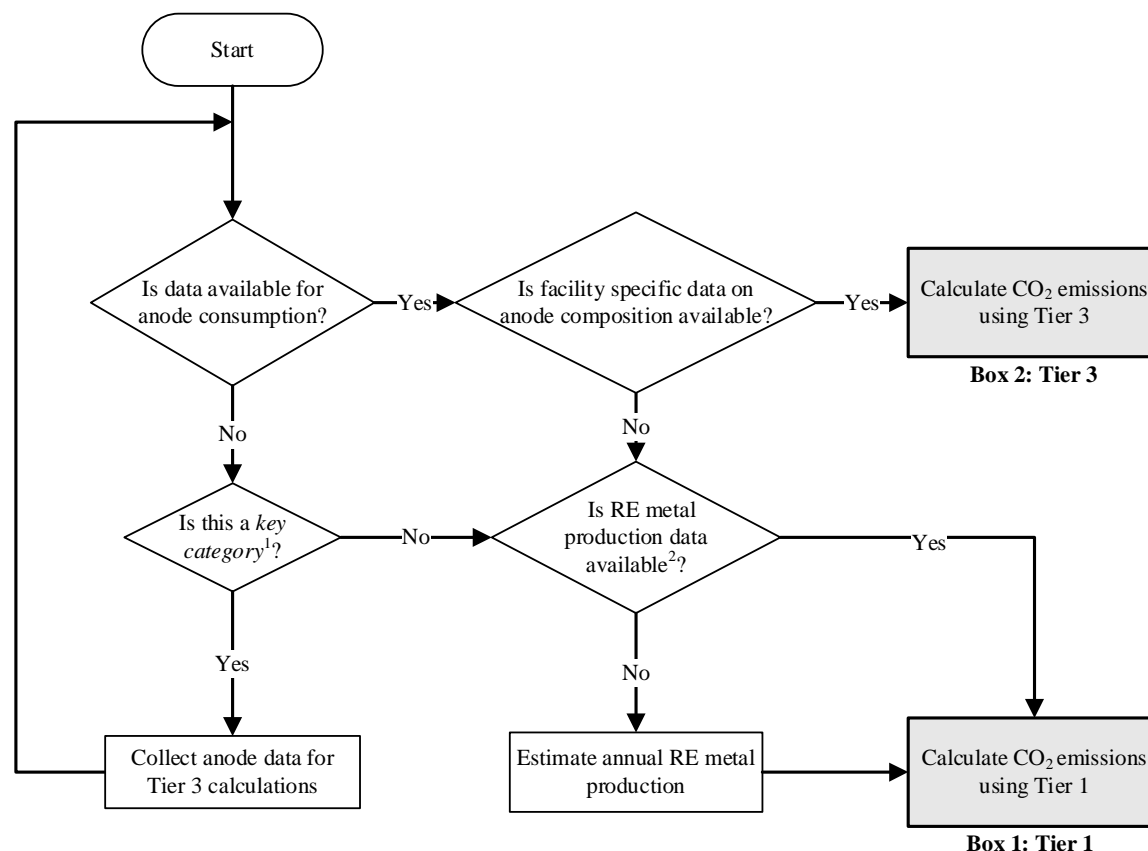 Start
Is data available for
anode consumption?
Yes
Is facility specific data on
anode composition available?
Yes
Calculate CO₂ emissions
using Tier 3
Box 2: Tier 3
No
No
Is this a key
category¹?
No
Is RE metal
production data
available²?
Yes
Yes
No
Collect anode data for
Tier 3 calculations
Estimate annual RE metal
production
Calculate CO₂ emissions
using Tier 1
Box 1: Tier 1